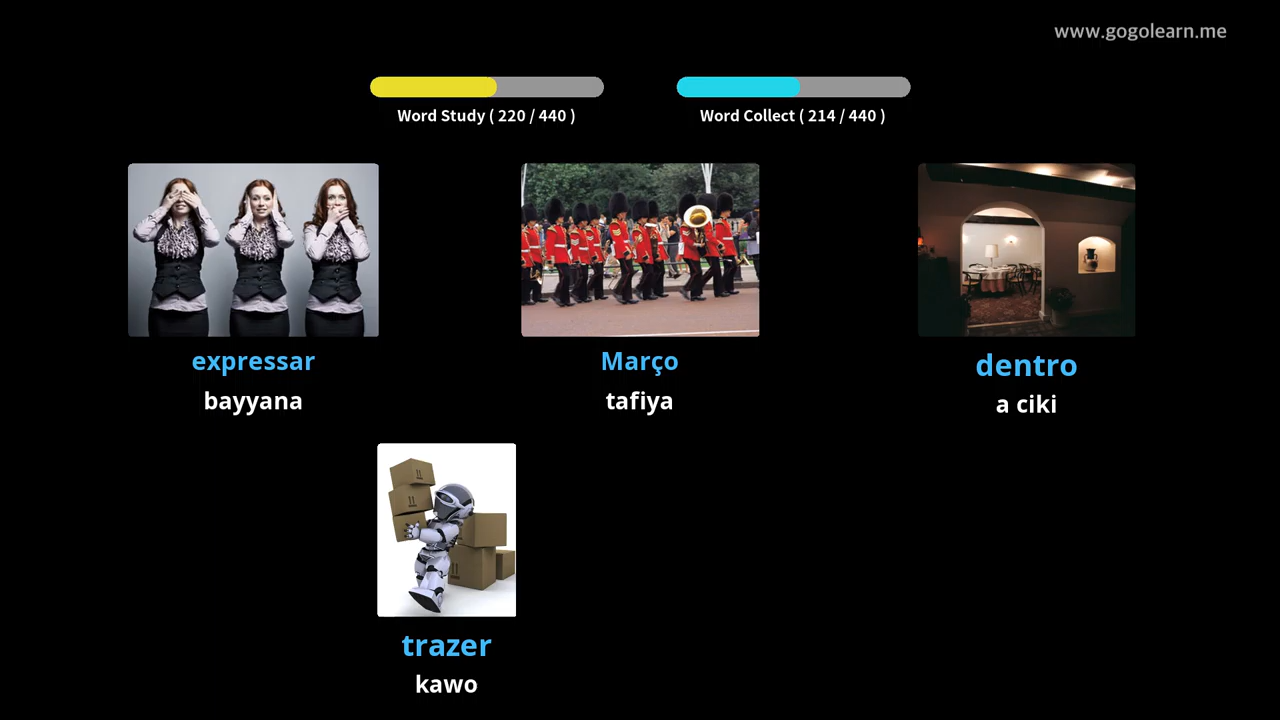 www.gogolearn.me
Word Study ( 220 / 440 )
Word Collect ( 214 / 440 )
expressar
bayyana
Março
tafiya
dentro
a ciki
trazer
kawo